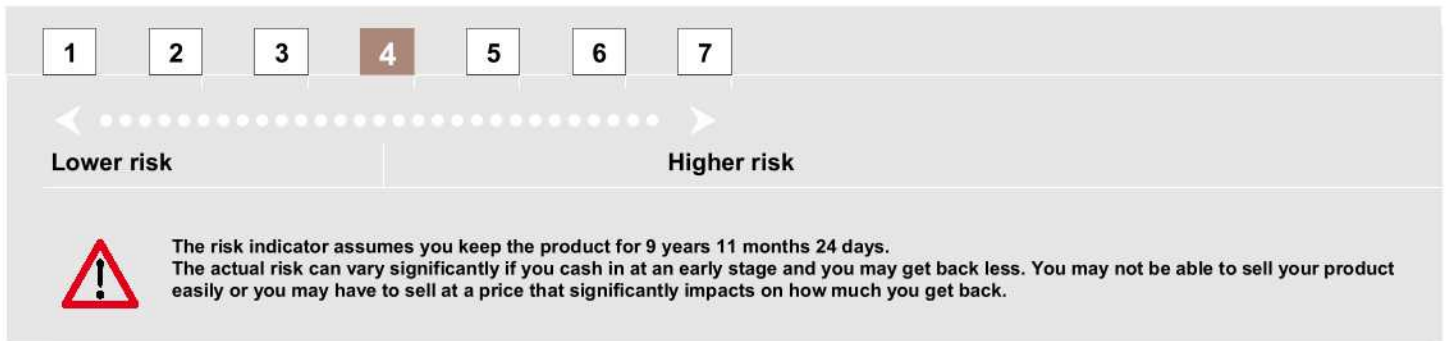 1 2 3 4 5 6 7
Lower risk Higher risk
The risk indicator assumes you keep the product for 9 years 11 months 24 days.
The actual risk can vary significantly if you cash in at an early stage and you may get back less. You may not be able to sell your product
easily or you may have to sell at a price that significantly impacts on how much you get back.